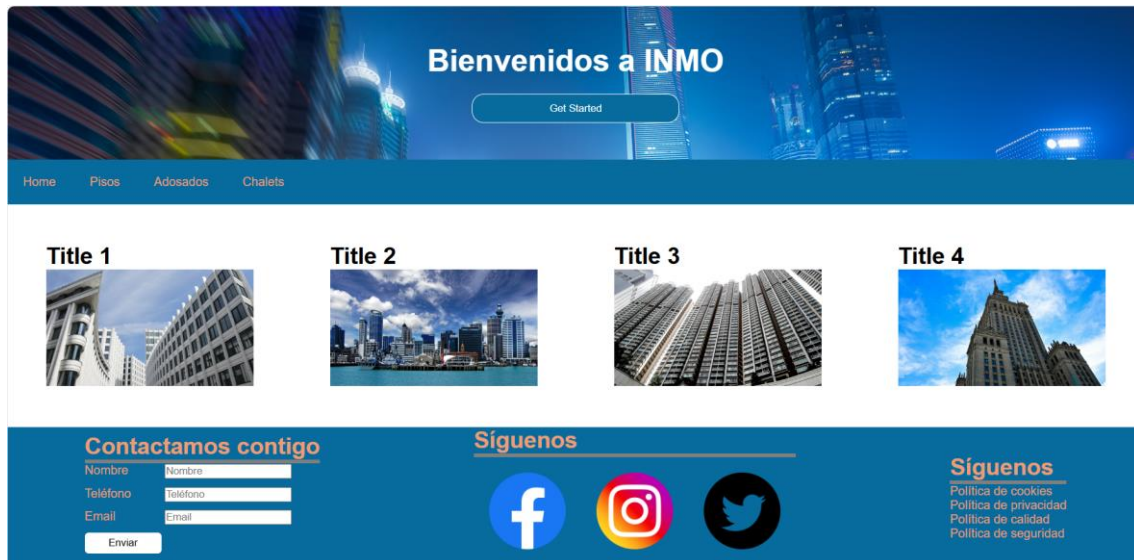 Bienvenidos a INMO
Get Started
Home Pisos Adosados Chalets
Title 1
Title 2
Title 3
Title 4
Contactamos contigo
Nombre Nombre
Teléfono Teléfono
Email Email
Enviar
Síguenos
Síguenos
Política de cookies
Política de privacidad
Política de calidad
Política de seguridad